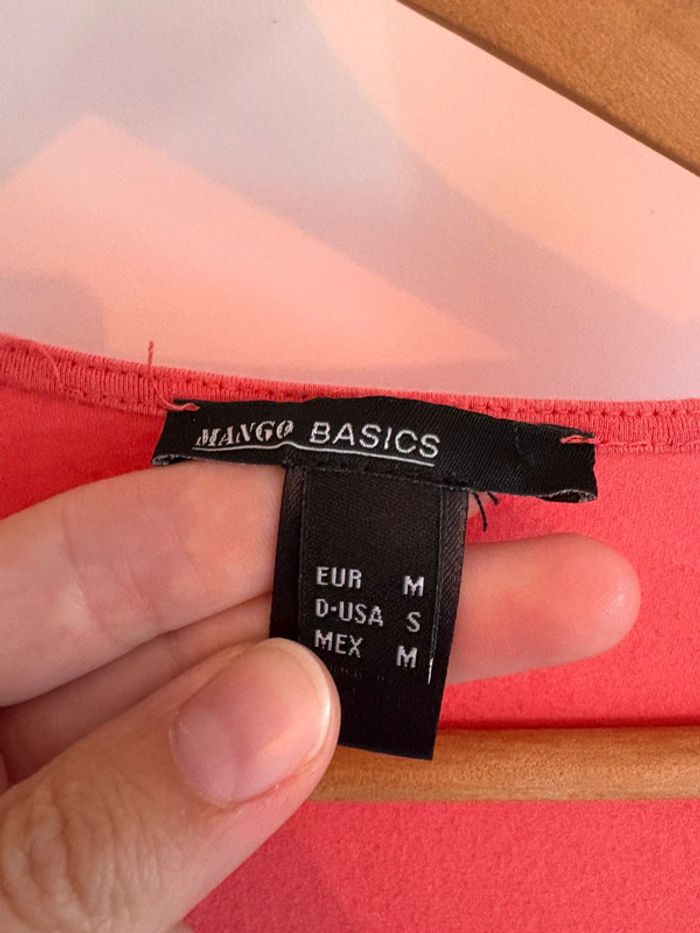 MANGO BASICS
EUR M
D-USA S
MEX M